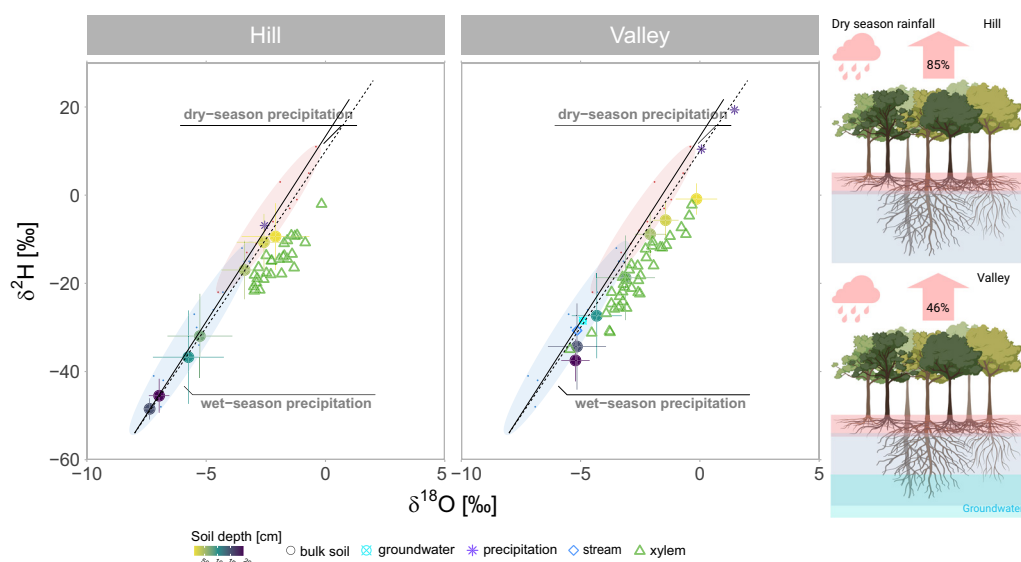 Hill
Valley
dry−season precipitation
dry−season precipitation
wet−season precipitation
wet−season precipitation
20
0
−20
−40
−60
δ²H [‰]
−10
−5
0
−10
−5
0
5
δ¹⁸O [‰]
Soil depth [cm]
bulk soil
groundwater
precipitation
stream
xylem
Dry season rainfall
Hill
85%
Valley
46%
Groundwater